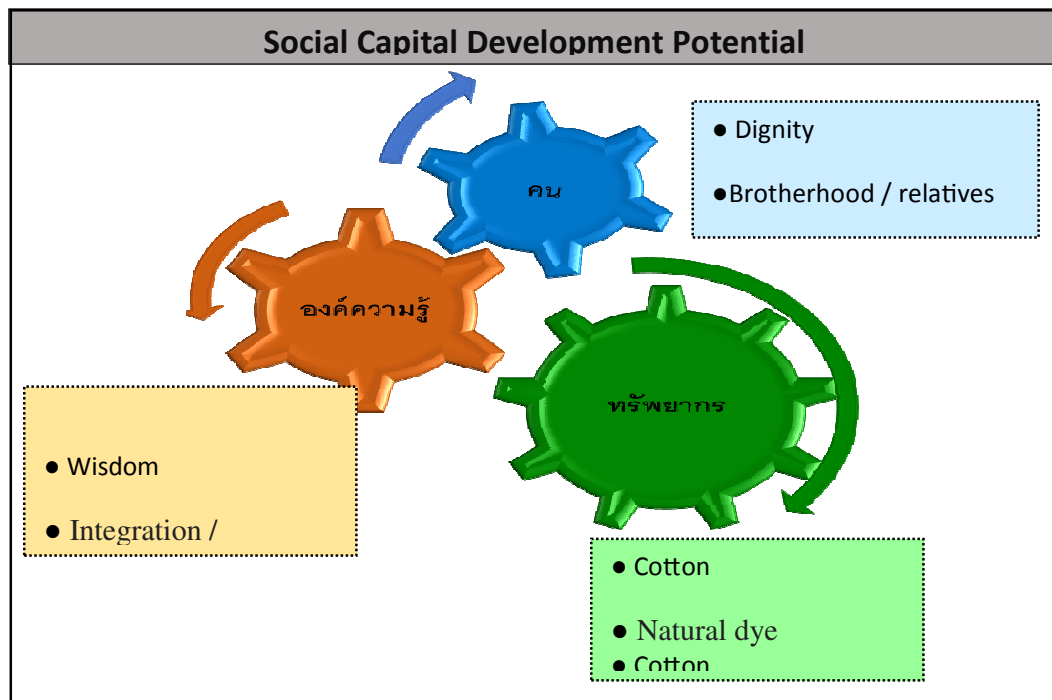 Social Capital Development Potential
คน
● Dignity
●Brotherhood / relatives
องค์ความรู้
ทรัพยากร
● Wisdom
● Integration /
● Cotton
● Natural dye
● Cotton